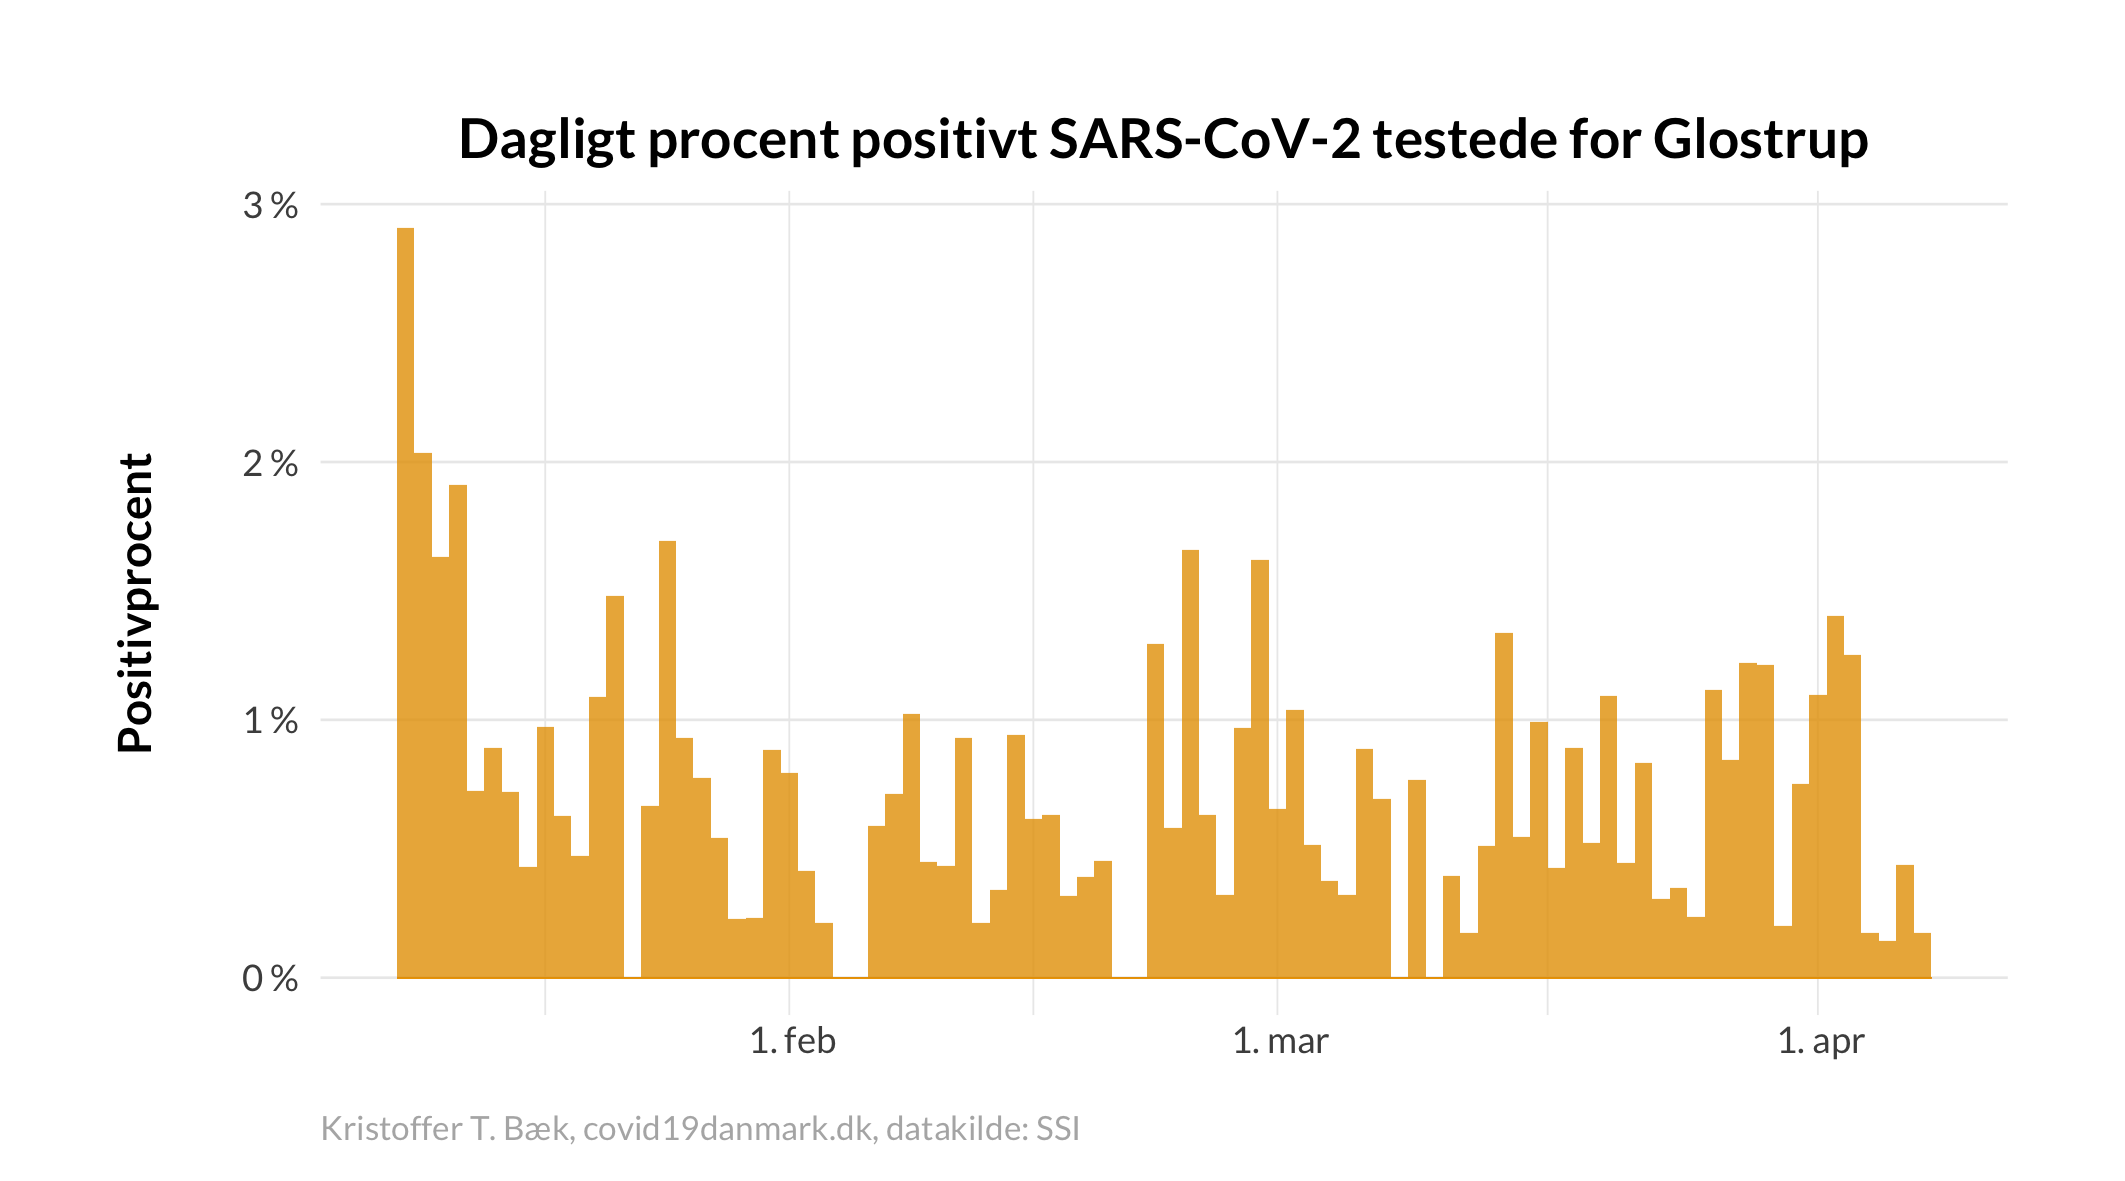 Dagligt procent positivt SARS-CoV-2 testede for Glostrup
Positivprocent
3 %
2 %
1 %
0 %
1. feb
1. mar
1. apr
Kristoffer T. Bæk, covid19danmark.dk, datakilde: SSI